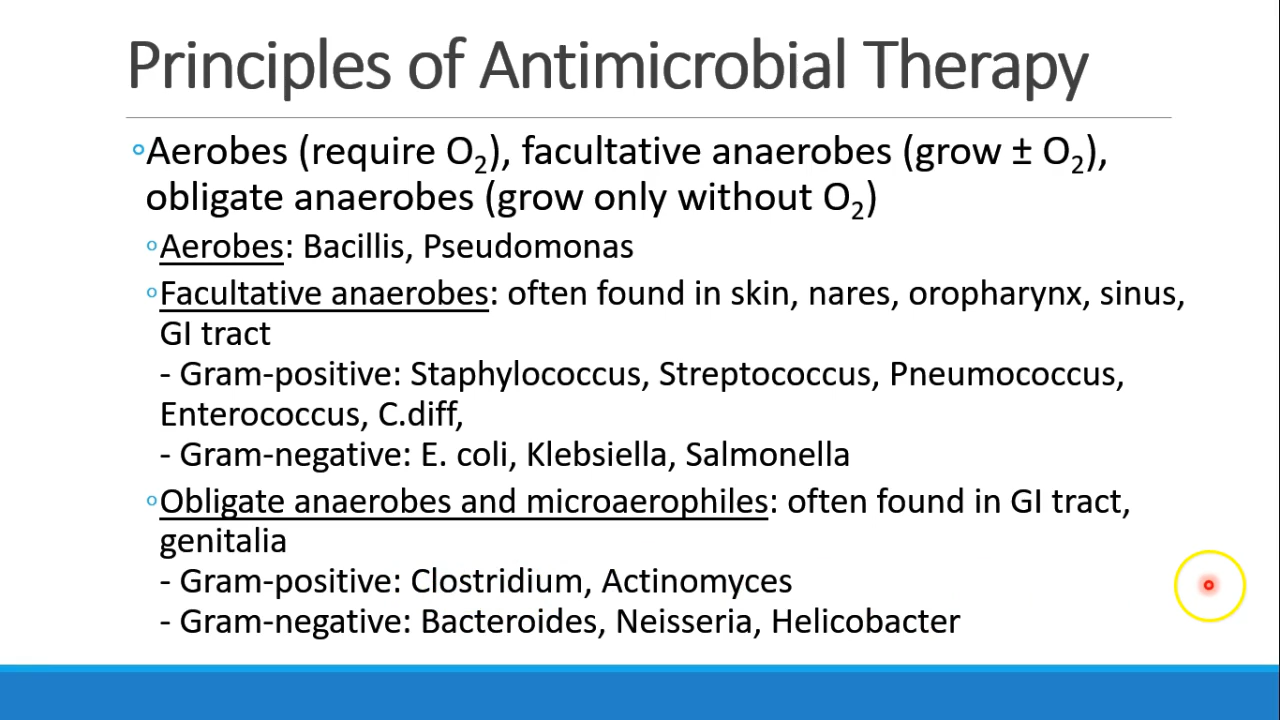 Principles of Antimicrobial Therapy
◦Aerobes (require O₂), facultative anaerobes (grow ± O₂),
obligate anaerobes (grow only without O₂)
◦Aerobes: Bacillis, Pseudomonas
◦Facultative anaerobes: often found in skin, nares, oropharynx, sinus,
GI tract
- Gram-positive: Staphylococcus, Streptococcus, Pneumococcus,
Enterococcus, C.diff,
- Gram-negative: E. coli, Klebsiella, Salmonella
◦Obligate anaerobes and microaerophiles: often found in GI tract,
genitalia
- Gram-positive: Clostridium, Actinomyces
- Gram-negative: Bacteroides, Neisseria, Helicobacter